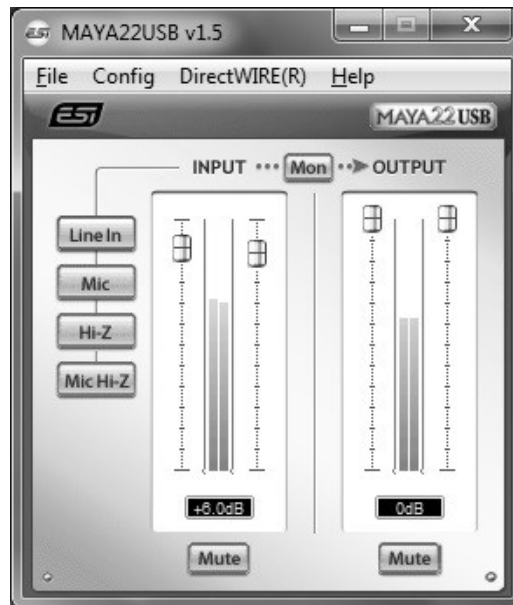 ESI MAYA22USB v1.5
File Config DirectWIRE(R) Help
ESI MAYA22USB
INPUT Mon OUTPUT
Line In
Mic
Hi-Z
Mic Hi-Z
+6.0dB 0dB
Mute Mute